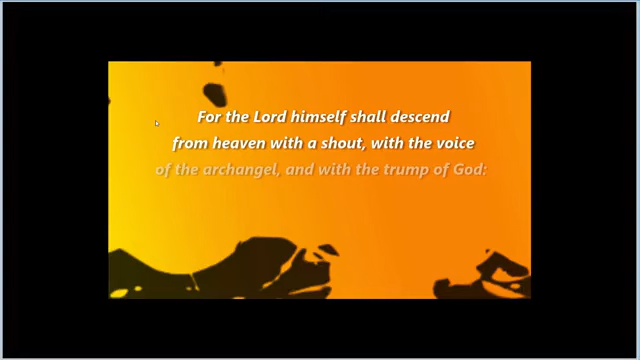 For the Lord himself shall descend
from heaven with a shout, with the voice
of the archangel, and with the trump of God: